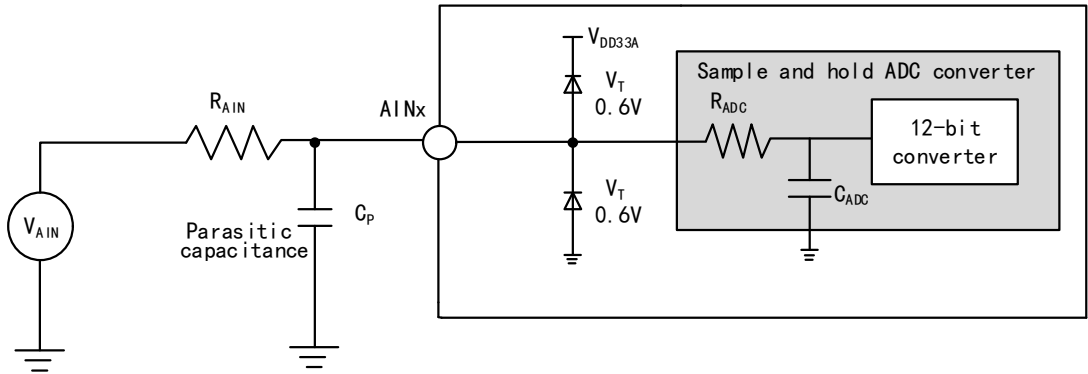 V_DD33A
Sample and hold ADC converter
V_T
0.6V
R_AIN
AINx
R_ADC
12-bit
converter
V_AIN
C_P
Parasitic
capacitance
V_T
0.6V
C_ADC